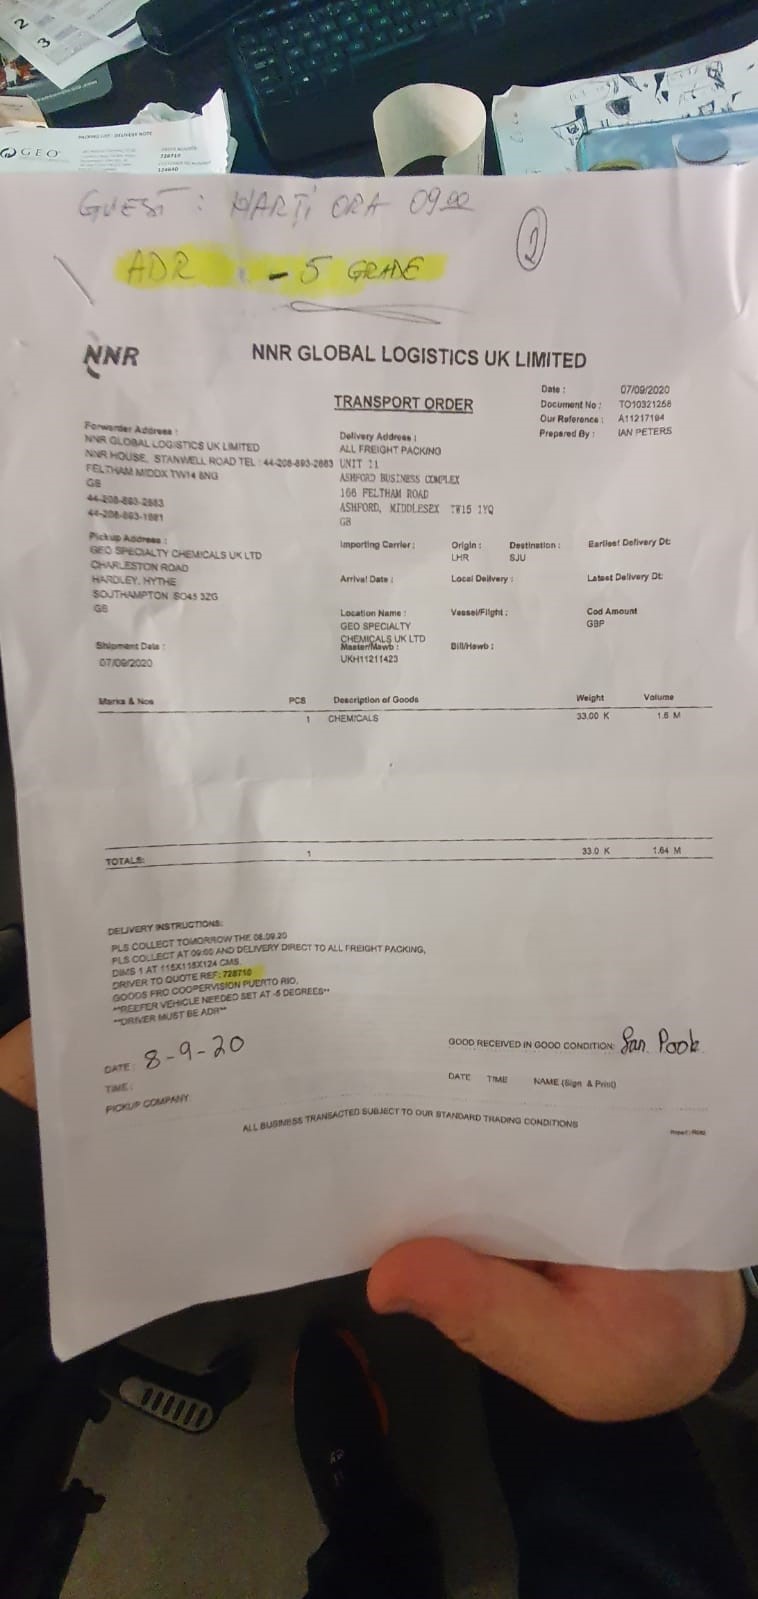 2
3
PACKING LIST / DELIVERY NOTE
GEO
728710
124640
GUEST : MARȚI ORA 09:00
2
ADR - 5 GRADE
NNR
NNR GLOBAL LOGISTICS UK LIMITED
TRANSPORT ORDER
Date : 07/09/2020
Document No : TO10321258
Our Reference : A11217194
Prepared By : IAN PETERS
Forwarder Address :
NNR GLOBAL LOGISTICS UK LIMITED
NNR HOUSE, STANWELL ROAD TEL : 44-208-893-2883
FELTHAM MIDDX TW14 8NG
GB
44-208-893-2883
44-208-893-1981
Delivery Address :
ALL FREIGHT PACKING
UNIT 11
ASHFORD BUSINESS COMPLEX
166 FELTHAM ROAD
ASHFORD, MIDDLESEX TW15 1YQ
GB
Pickup Address :
GEO SPECIALTY CHEMICALS UK LTD
CHARLESTON ROAD
HARDLEY, HYTHE
SOUTHAMPTON SO45 3ZG
GB
Importing Carrier :
Origin :
LHR
Destination :
SJU
Earliest Delivery Dt:
Arrival Date :
Local Delivery :
Latest Delivery Dt:
Location Name :
GEO SPECIALTY
CHEMICALS UK LTD
Vessel/Flight :
Cod Amount
GBP
Shipment Date :
07/09/2020
Master/Mawb :
UKH11211423
Bill/Hawb :
Marks & Nos PCS Description of Goods Weight Volume
1 CHEMICALS 33.00 K 1.6 M
TOTALS: 1 33.0 K 1.64 M
DELIVERY INSTRUCTIONS:
PLS COLLECT TOMORROW THE 08.09.20
PLS COLLECT AT 09:00 AND DELIVERY DIRECT TO ALL FREIGHT PACKING,
DIMS 1 AT 115X115X124 CMS.
DRIVER TO QUOTE REF: 728710
GOODS FRO COOPERVISION PUERTO RIO,
**REEFER VEHICLE NEEDED SET AT -5 DEGREES**
**DRIVER MUST BE ADR**
DATE : 8-9-20
TIME :
PICKUP COMPANY
GOOD RECEIVED IN GOOD CONDITION:
DATE TIME NAME (Sign & Print)
ALL BUSINESS TRANSACTED SUBJECT TO OUR STANDARD TRADING CONDITIONS